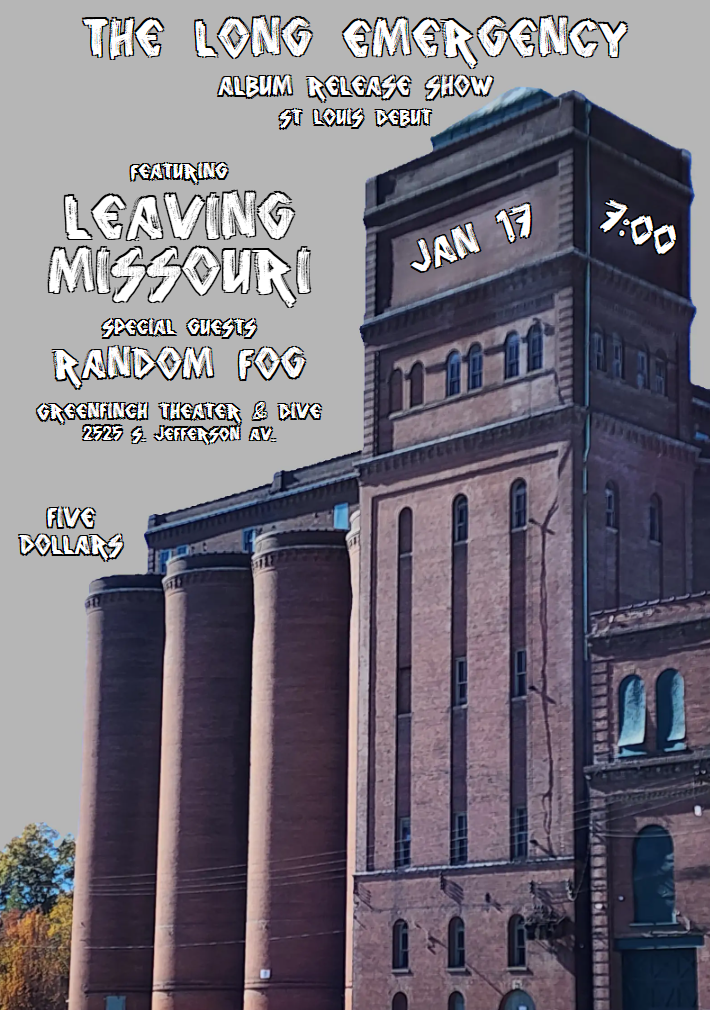 THE LONG EMERGENCY
ALBUM RELEASE SHOW
ST LOUIS DEBUT
FEATURING
LEAVING
MISSOURI
SPECIAL GUESTS
RANDOM FOG
GREENFINCH THEATER & DIVE
2525 S. JEFFERSON AV.
JAN 17
7:00
FIVE
DOLLARS